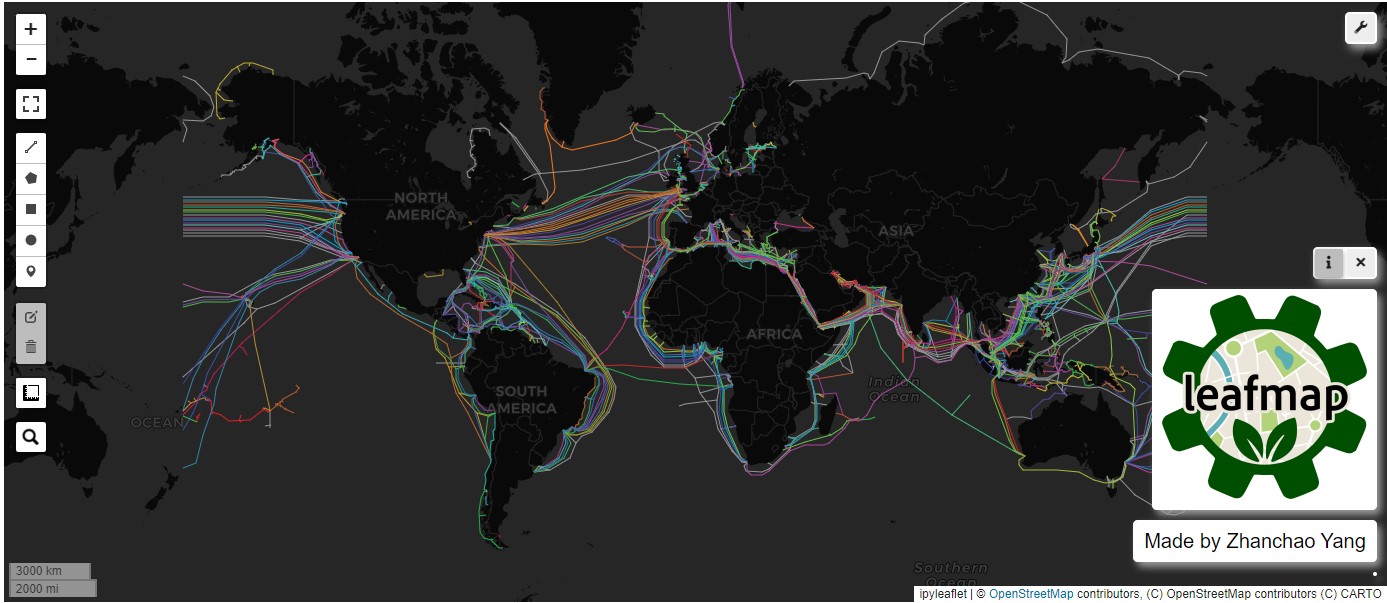 +
−
NORTH
AMERICA
ASIA
AFRICA
SOUTH
AMERICA
Indian
Ocean
OCEAN
leafmap
Made by Zhanchao Yang
Southern
Ocean
3000 km
2000 mi
ipyleaflet | © OpenStreetMap contributors, (C) OpenStreetMap contributors (C) CARTO